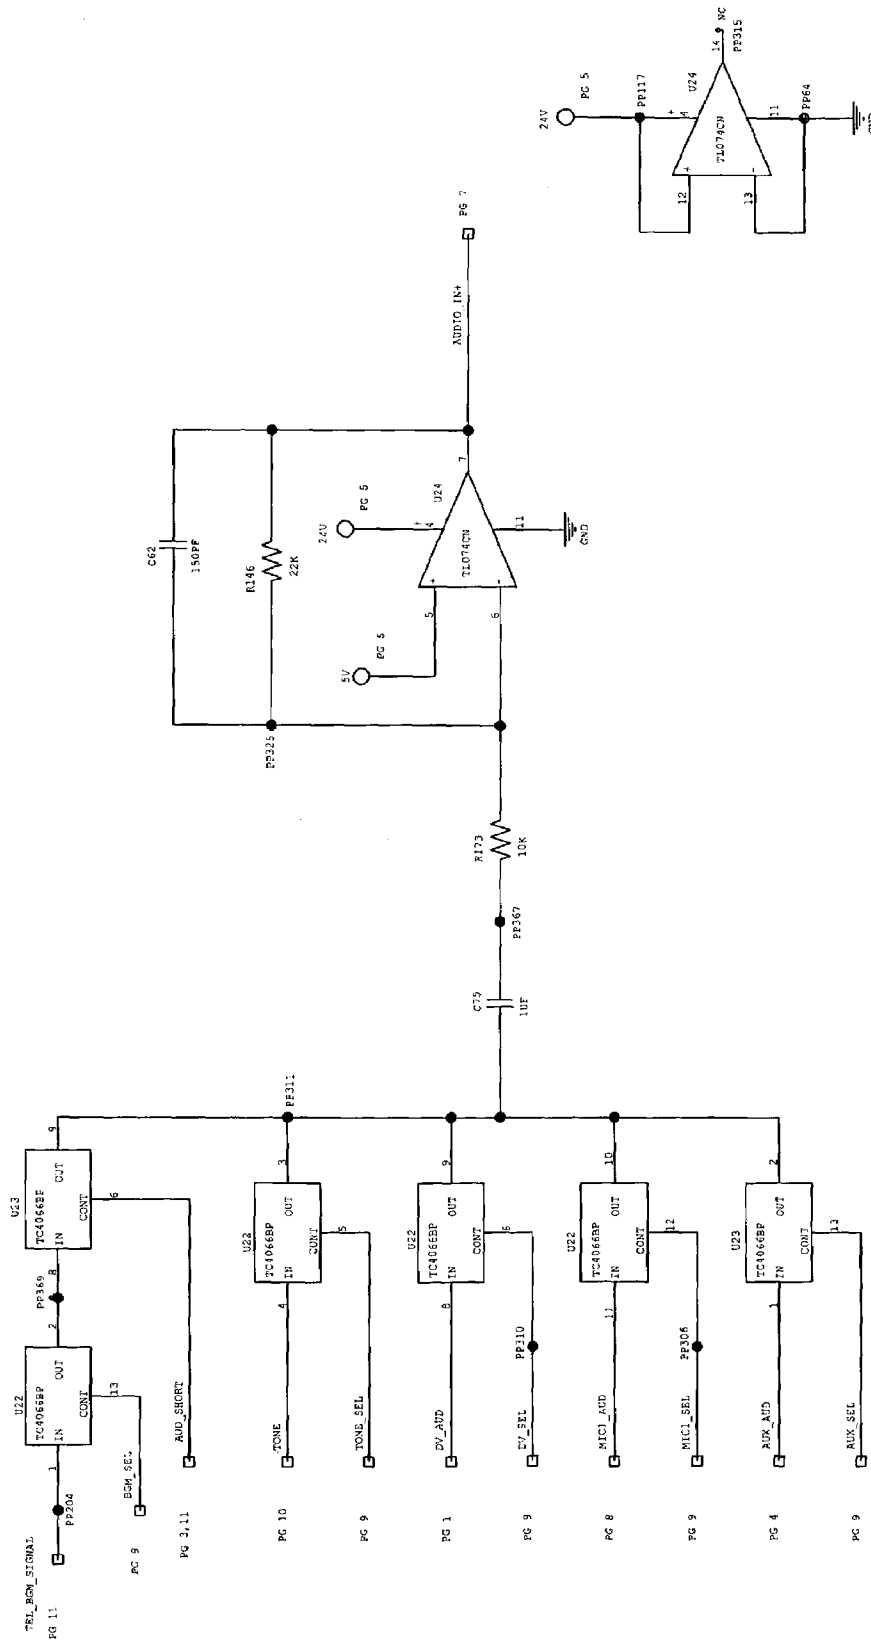 TEL_BGM_SIGNAL
PG 11
PP204
1
U22
TC4066BP
IN
OUT
CONT
13
2
PP369
8
U23
TC4066BP
IN
OUT
CONT
6
9
BGM_SEL
PG 9
AUD_SHORT
PG 3,11
TONE
PG 10
4
U22
TC4066BP
IN
OUT
CONT
5
3
PP311
TONE_SEL
PG 9
DV_AUD
PG 1
8
U22
TC4066BP
IN
OUT
CONT
6
9
DV_SEL
PP310
PG 9
MIC1_AUD
PG 8
11
U22
TC4066BP
IN
OUT
CONT
12
10
MIC1_SEL
PP306
PG 9
AUX_AUD
PG 4
1
U23
TC4066BP
IN
OUT
CONT
13
2
AUX_SEL
PG 9
C75
1UF
PP367
R173
10K
PP325
C62
150PF
R146
22K
5V
PG 5
24V
PG 5
5
6
+
-
+
4
U24
TL074CN
7
11
GND
AUDIO_IN+
PG 7
24V
PG 5
PP117
+
4
U24
TL074CN
12
13
+
-
14
NC
PP315
11
PP64
GND